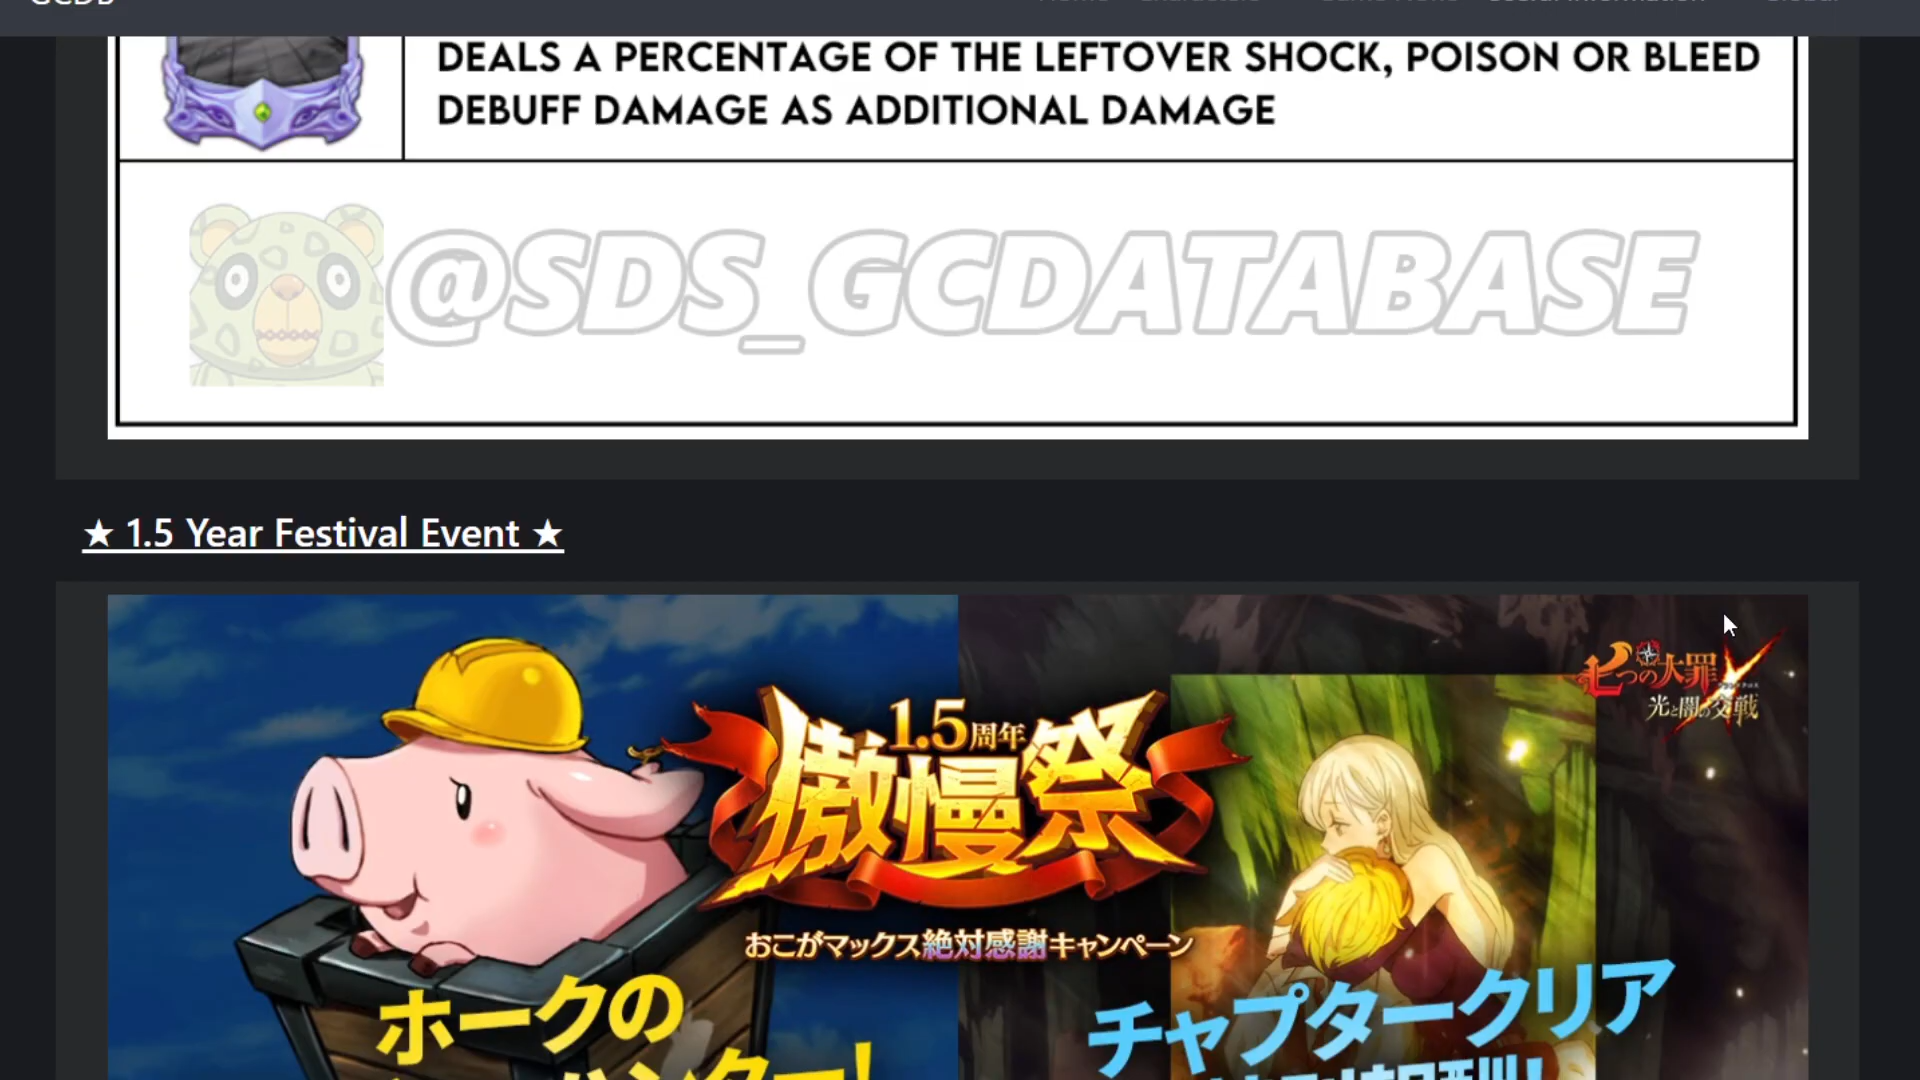 GCDB
DEALS A PERCENTAGE OF THE LEFTOVER SHOCK, POISON OR BLEED
DEBUFF DAMAGE AS ADDITIONAL DAMAGE
@SDS_GCDATABASE
★ 1.5 Year Festival Event ★
七つの大罪
光と闇の交戦
1.5周年
傲慢祭
おこがマックス絶対感謝キャンペーン
ホークの
チャプタークリア